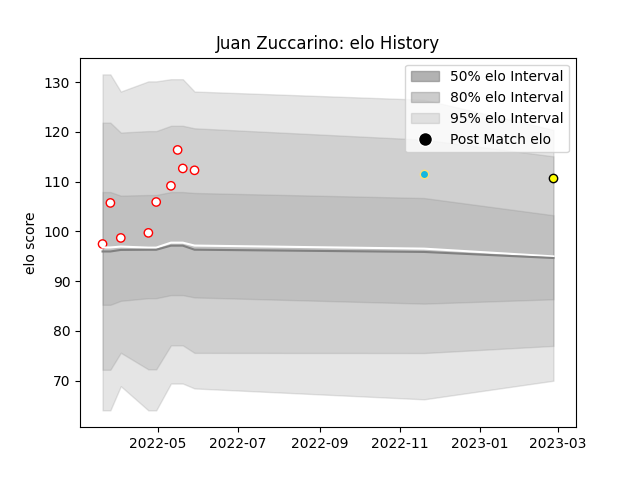 Juan Zuccarino: elo History
50% elo Interval
80% elo Interval
95% elo Interval
Post Match elo
elo score
130
120
110
100
90
80
70
2022-05
2022-07
2022-09
2022-11
2023-01
2023-03